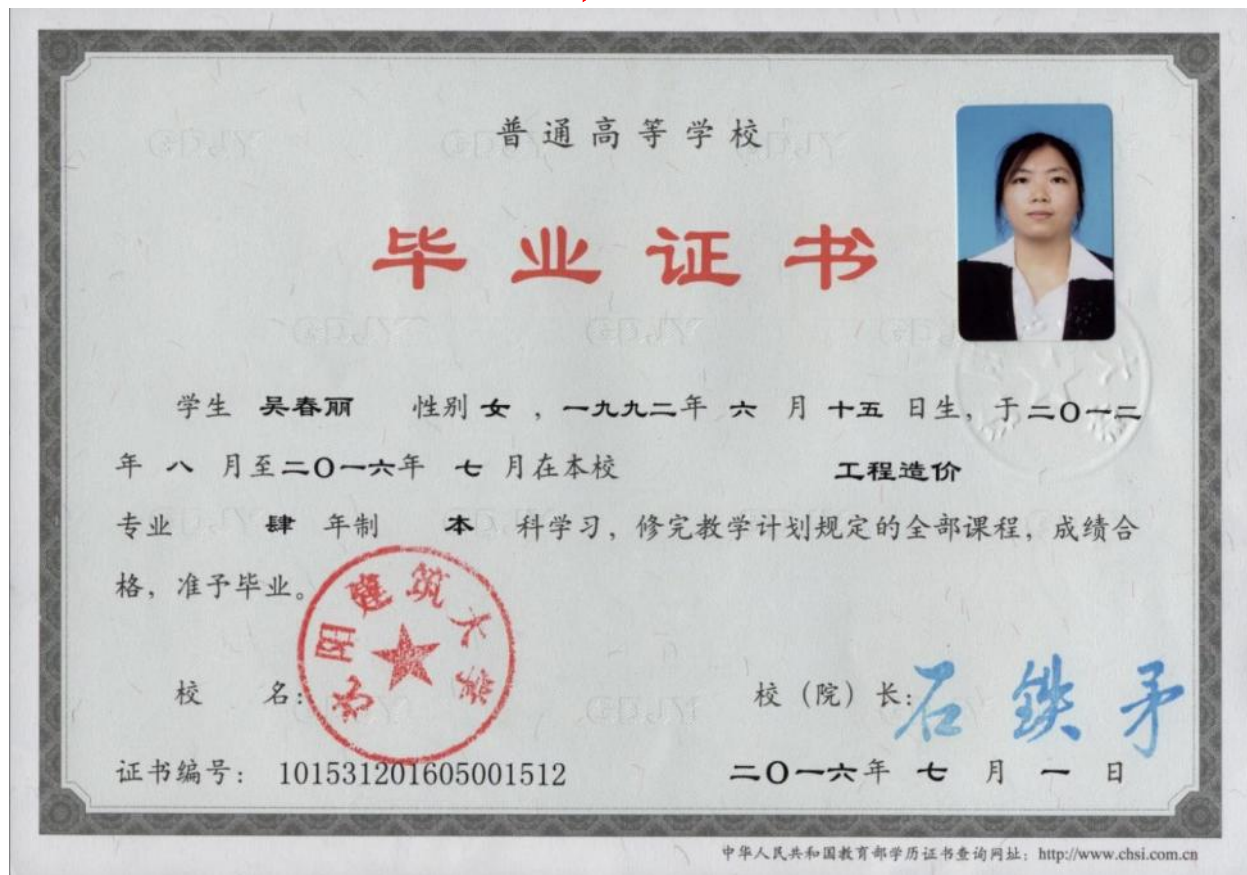 普通高等学校
毕业证书
学生 吴春丽 性别 女 ，一九九二年 六 月 十五 日生，于二〇一二
年 八 月至二〇一六年 七 月在本校 工程造价
专业 肆 年制 本 科学习，修完教学计划规定的全部课程，成绩合
格，准予毕业。
沈阳建筑大学
校 名： 校（院）长：石铁矛
证书编号： 101531201605001512 二〇一六年 七 月 一 日
中华人民共和国教育部学历证书查询网址：http://www.chsi.com.cn